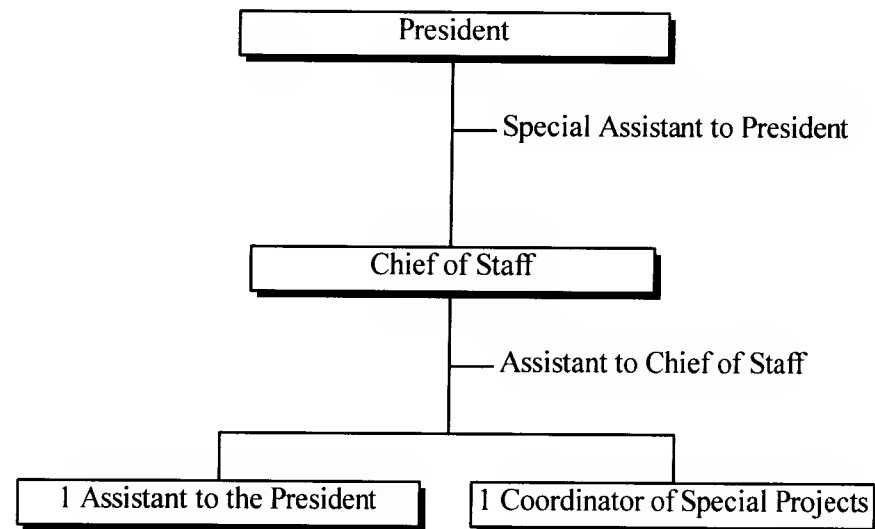 President
Special Assistant to President
Chief of Staff
Assistant to Chief of Staff
1 Assistant to the President
1 Coordinator of Special Projects